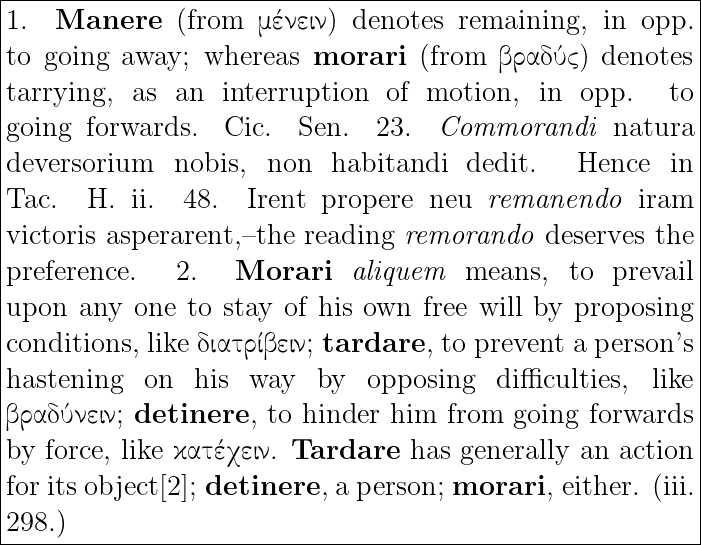 1. Manere (from μένειν) denotes remaining, in opp.
to going away; whereas morari (from βραδύς) denotes
tarrying, as an interruption of motion, in opp. to
going forwards. Cic. Sen. 23. Commorandi natura
deversorium nobis, non habitandi dedit. Hence in
Tac. H. ii. 48. Irent propere neu remanendo iram
victoris asperarent,–the reading remorando deserves the
preference. 2. Morari aliquem means, to prevail
upon any one to stay of his own free will by proposing
conditions, like διατρίβειν; tardare, to prevent a person's
hastening on his way by opposing difficulties, like
βραδύνειν; detinere, to hinder him from going forwards
by force, like κατέχειν. Tardare has generally an action
for its object[2]; detinere, a person; morari, either. (iii.
298.)